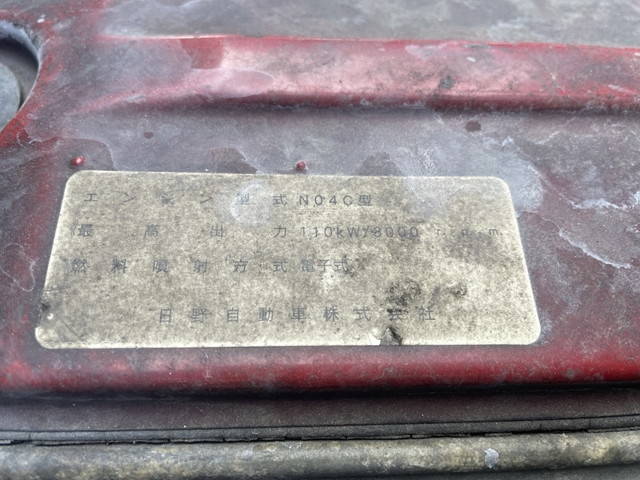 エンジン型式 N04C型
最高出力 110kW/3000 r.p.m.
燃料噴射方式 電子式
日野自動車株式会社